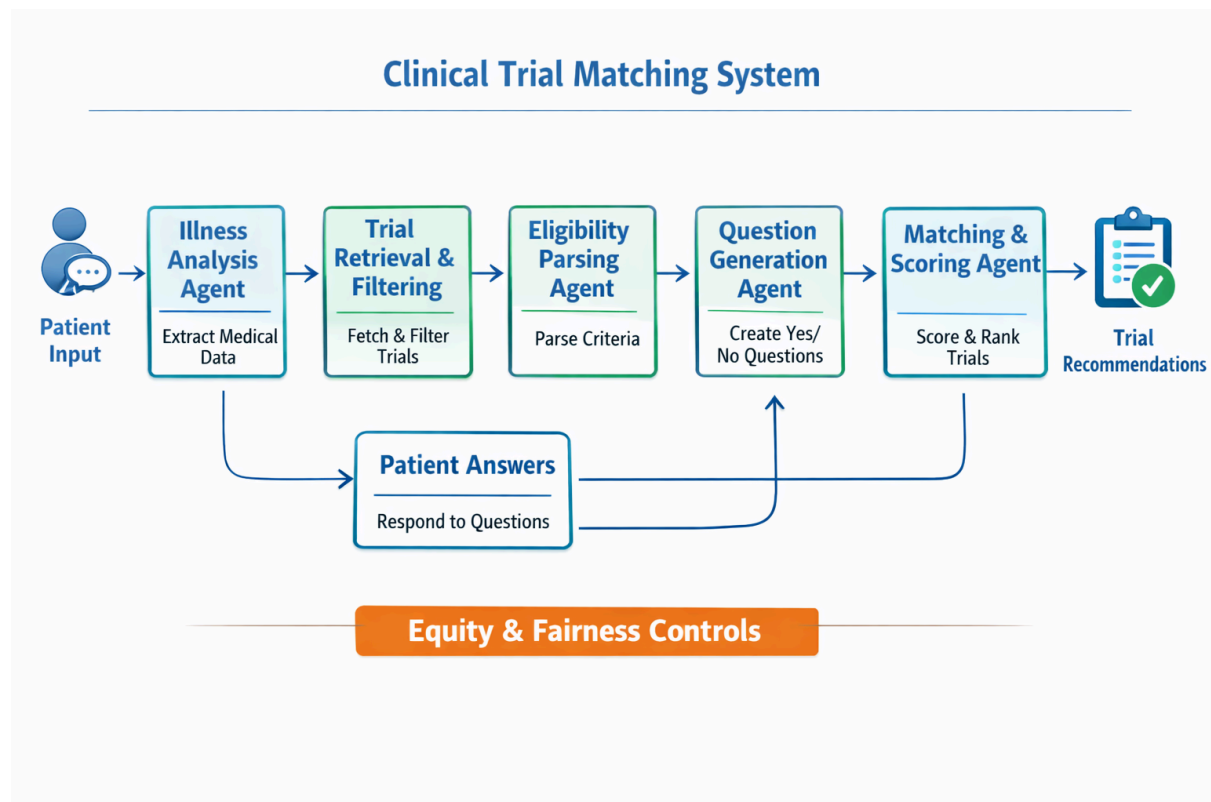 Clinical Trial Matching System
Patient
Input
Illness
Analysis
Agent
Extract Medical
Data
Trial
Retrieval &
Filtering
Fetch & Filter
Trials
Eligibility
Parsing
Agent
Parse Criteria
Question
Generation
Agent
Create Yes/
No Questions
Matching &
Scoring Agent
Score & Rank
Trials
Trial
Recommendations
Patient Answers
Respond to Questions
Equity & Fairness Controls